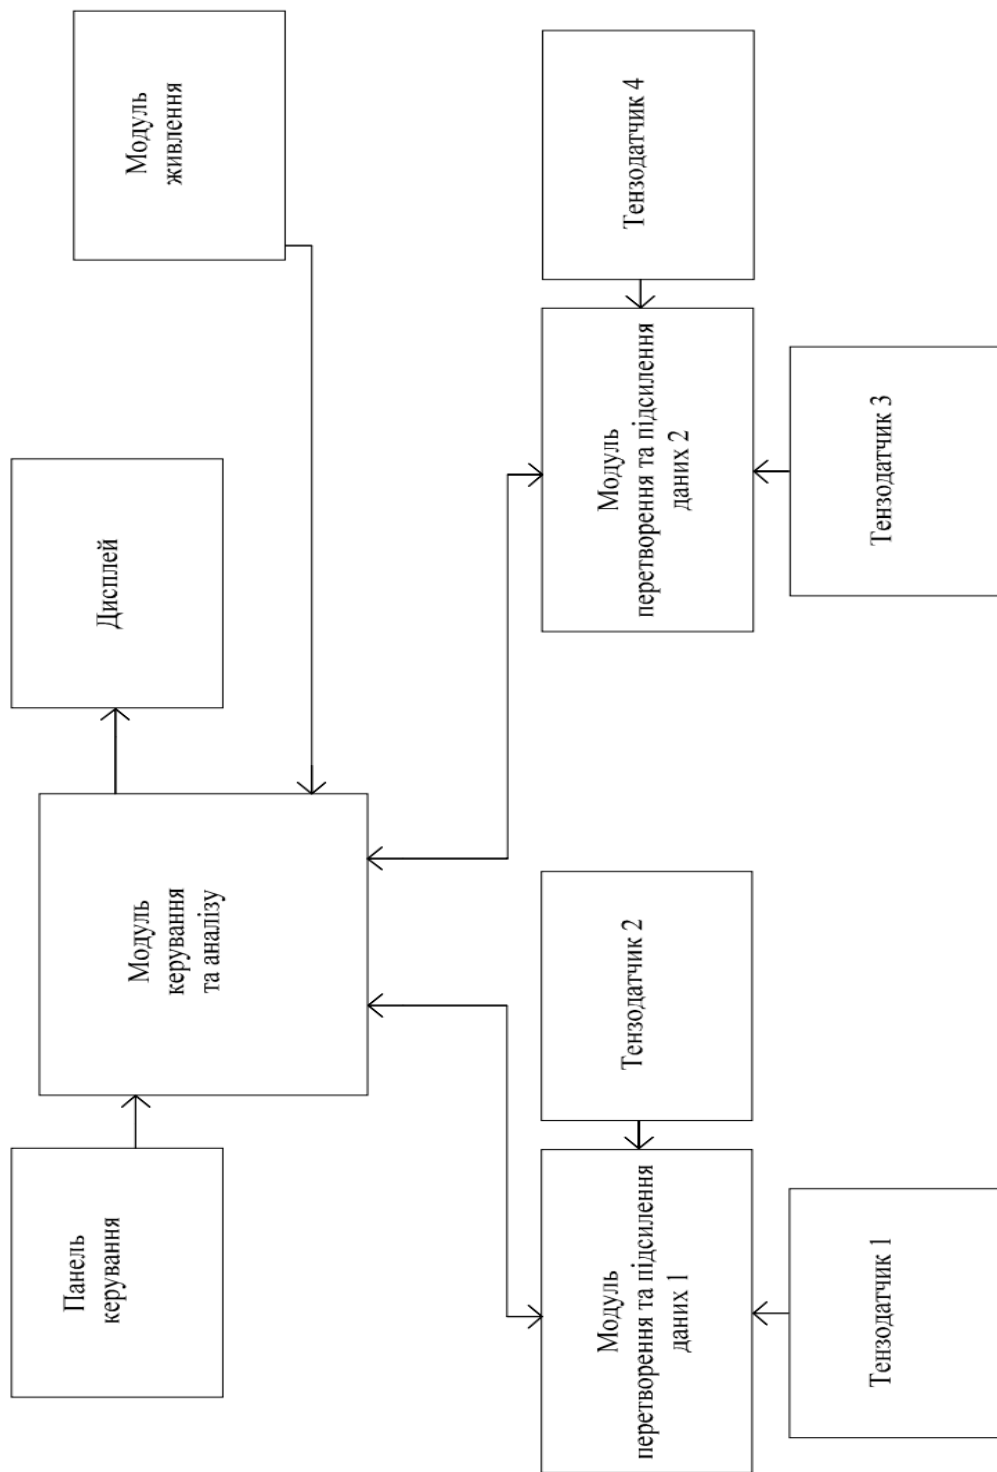 Панель
керування
Модуль
керування
та аналізу
Дисплей
Модуль
живлення
Модуль
перетворення та підсилення
даних 1
Тензодатчик 2
Модуль
перетворення та підсилення
даних 2
Тензодатчик 4
Тензодатчик 1
Тензодатчик 3